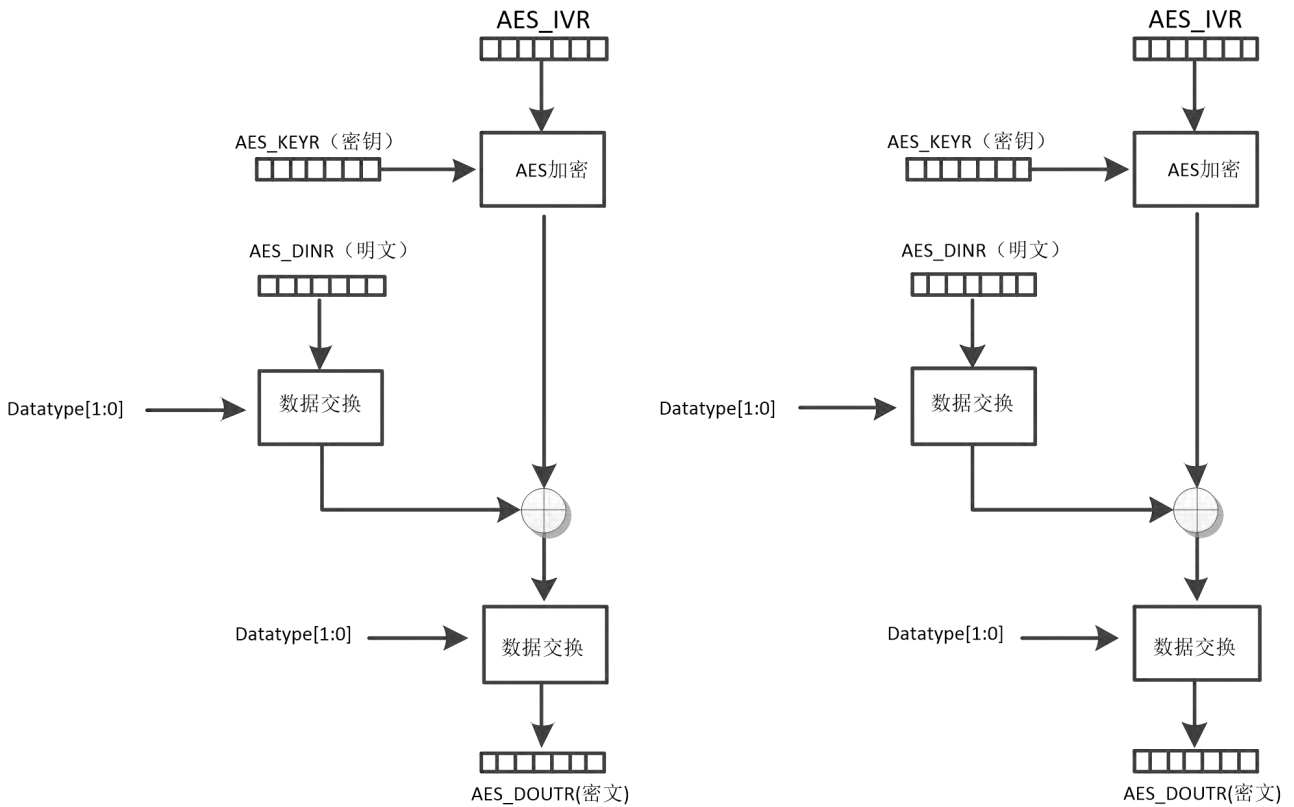 AES_IVR
AES_KEYR（密钥）
AES加密
AES_DINR（明文）
数据交换
Datatype[1:0]
Datatype[1:0]
数据交换
AES_DOUTR(密文)
AES_IVR
AES_KEYR（密钥）
AES加密
AES_DINR（明文）
数据交换
Datatype[1:0]
Datatype[1:0]
数据交换
AES_DOUTR(密文)